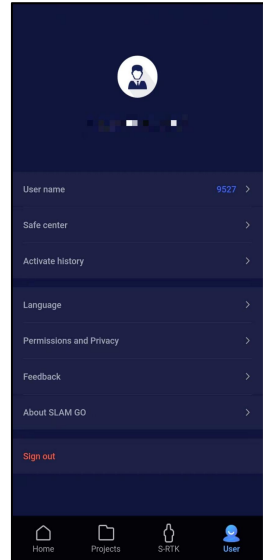 User name 9527
Safe center
Activate history
Language
Permissions and Privacy
Feedback
About SLAM GO
Sign out
Home Projects S-RTK User